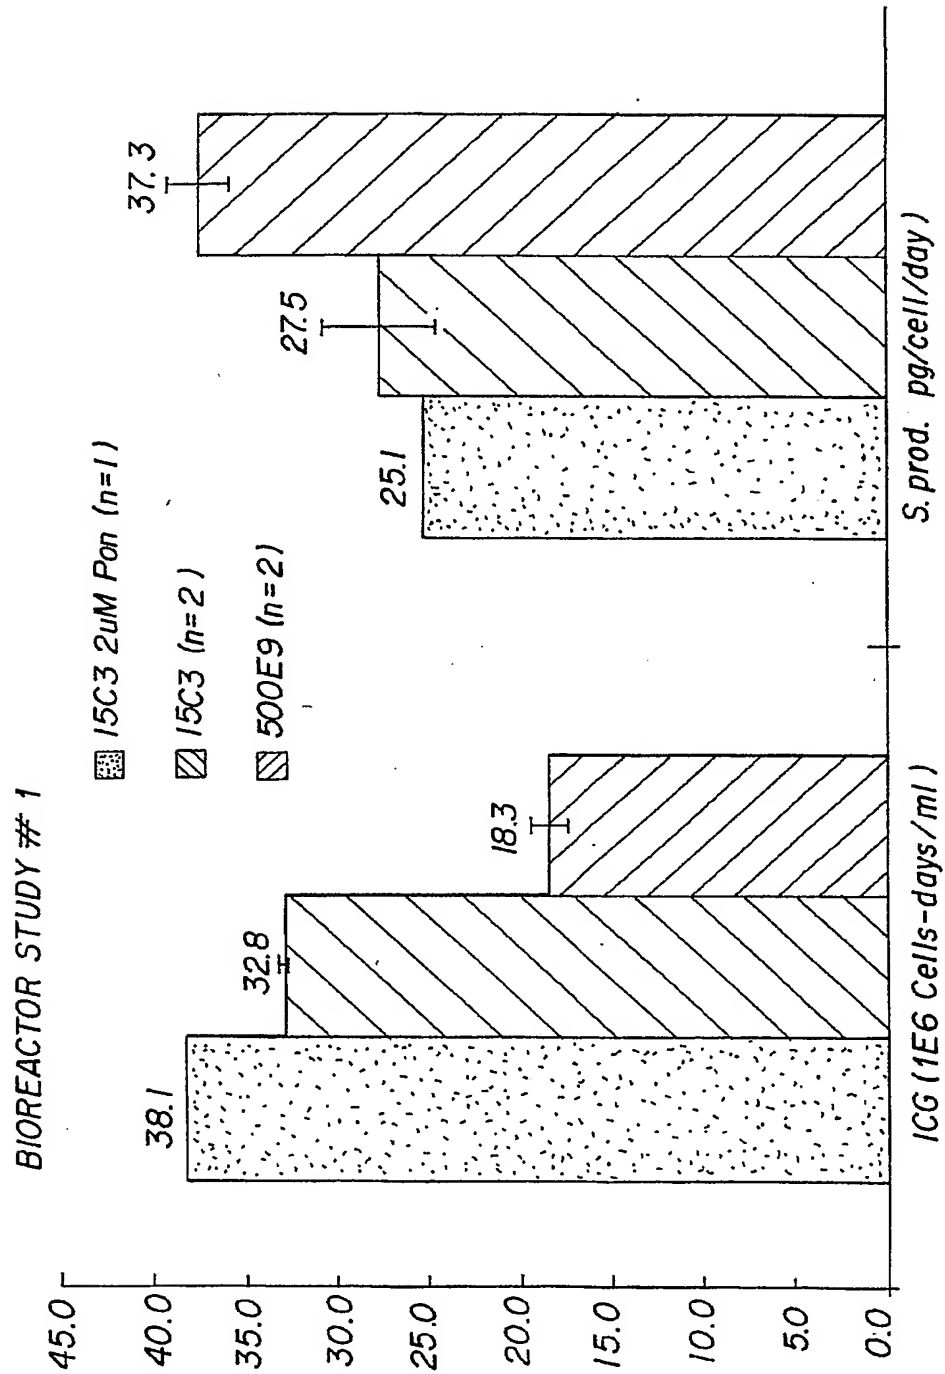 BIOREACTOR STUDY # 1
15C3 2uM Pon (n=1)
15C3 (n=2)
500E9 (n=2)
45.0
40.0
35.0
30.0
25.0
20.0
15.0
10.0
5.0
0.0
38.1
32.8
18.3
25.1
27.5
37.3
ICG (1E6 Cells-days/ml)
S. prod. pg/cell/day)